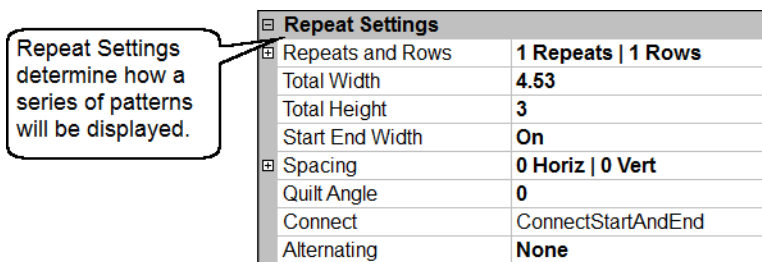 Repeat Settings
determine how a
series of patterns
will be displayed.
Repeat Settings
Repeats and Rows 1 Repeats | 1 Rows
Total Width 4.53
Total Height 3
Start End Width On
Spacing 0 Horiz | 0 Vert
Quilt Angle 0
Connect ConnectStartAndEnd
Alternating None